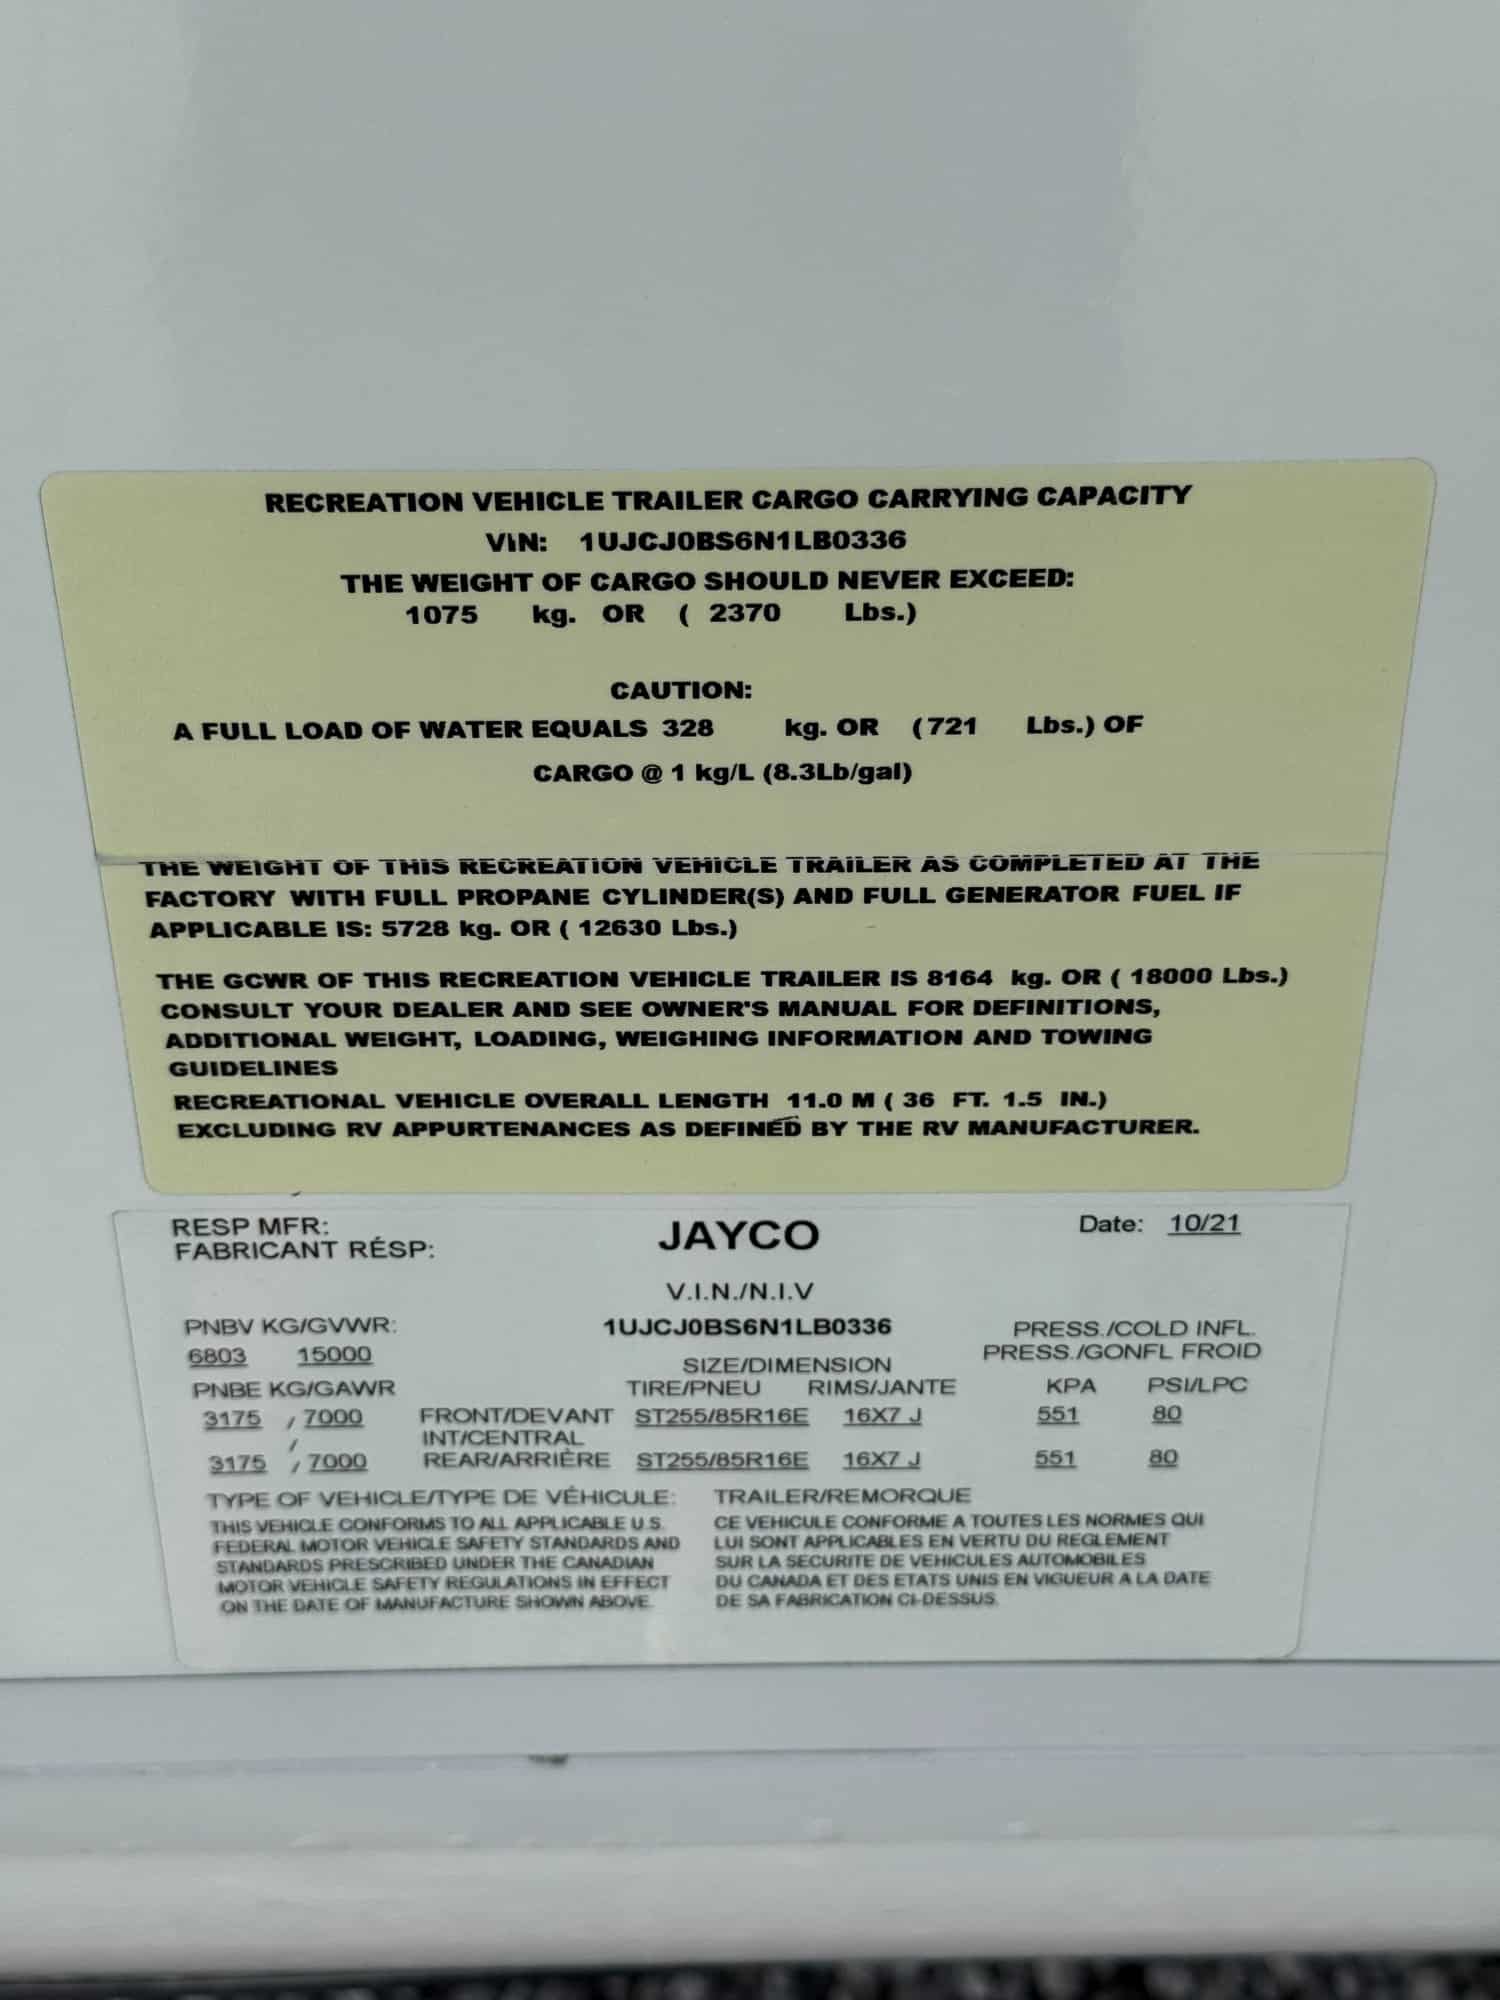 RECREATION VEHICLE TRAILER CARGO CARRYING CAPACITY
VIN: 1UJCJ0BS6N1LB0336
THE WEIGHT OF CARGO SHOULD NEVER EXCEED:
1075 kg. OR ( 2370 Lbs.)
CAUTION:
A FULL LOAD OF WATER EQUALS 328 kg. OR (721 Lbs.) OF
CARGO @ 1 kg/L (8.3Lb/gal)
THE WEIGHT OF THIS RECREATION VEHICLE TRAILER AS COMPLETED AT THE
FACTORY WITH FULL PROPANE CYLINDER(S) AND FULL GENERATOR FUEL IF
APPLICABLE IS: 5728 kg. OR ( 12630 Lbs.)
THE GCWR OF THIS RECREATION VEHICLE TRAILER IS 8164 kg. OR ( 18000 Lbs.)
CONSULT YOUR DEALER AND SEE OWNER'S MANUAL FOR DEFINITIONS,
ADDITIONAL WEIGHT, LOADING, WEIGHING INFORMATION AND TOWING
GUIDELINES
RECREATIONAL VEHICLE OVERALL LENGTH 11.0 M ( 36 FT. 1.5 IN.)
EXCLUDING RV APPURTENANCES AS DEFINED BY THE RV MANUFACTURER.
RESP MFR: JAYCO Date: 10/21
FABRICANT RÉSP:
V.I.N./N.I.V
PNBV KG/GVWR: 1UJCJ0BS6N1LB0336 PRESS./COLD INFL.
6803 15000 SIZE/DIMENSION PRESS./GONFL FROID
PNBE KG/GAWR TIRE/PNEU RIMS/JANTE KPA PSI/LPC
3175 / 7000 FRONT/DEVANT ST255/85R16E 16X7 J 551 80
/ INT/CENTRAL
3175 / 7000 REAR/ARRIÈRE ST255/85R16E 16X7 J 551 80
TYPE OF VEHICLE/TYPE DE VÉHICULE: TRAILER/REMORQUE
THIS VEHICLE CONFORMS TO ALL APPLICABLE U.S.
FEDERAL MOTOR VEHICLE SAFETY STANDARDS AND
STANDARDS PRESCRIBED UNDER THE CANADIAN
MOTOR VEHICLE SAFETY REGULATIONS IN EFFECT
ON THE DATE OF MANUFACTURE SHOWN ABOVE.
CE VEHICULE CONFORME A TOUTES LES NORMES QUI
LUI SONT APPLICABLES EN VERTU DU REGLEMENT
SUR LA SECURITE DE VEHICULES AUTOMOBILES
DU CANADA ET DES ETATS UNIS EN VIGUEUR A LA DATE
DE SA FABRICATION CI-DESSUS.